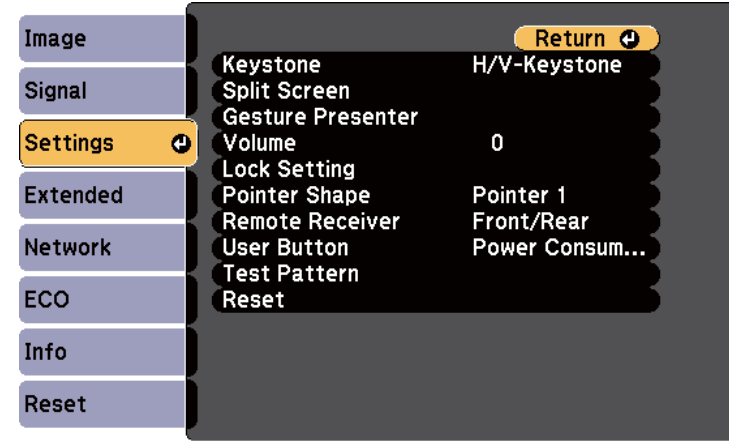 Image
Signal
Settings
Extended
Network
ECO
Info
Reset
Return
Keystone H/V-Keystone
Split Screen
Gesture Presenter
Volume 0
Lock Setting
Pointer Shape Pointer 1
Remote Receiver Front/Rear
User Button Power Consum...
Test Pattern
Reset